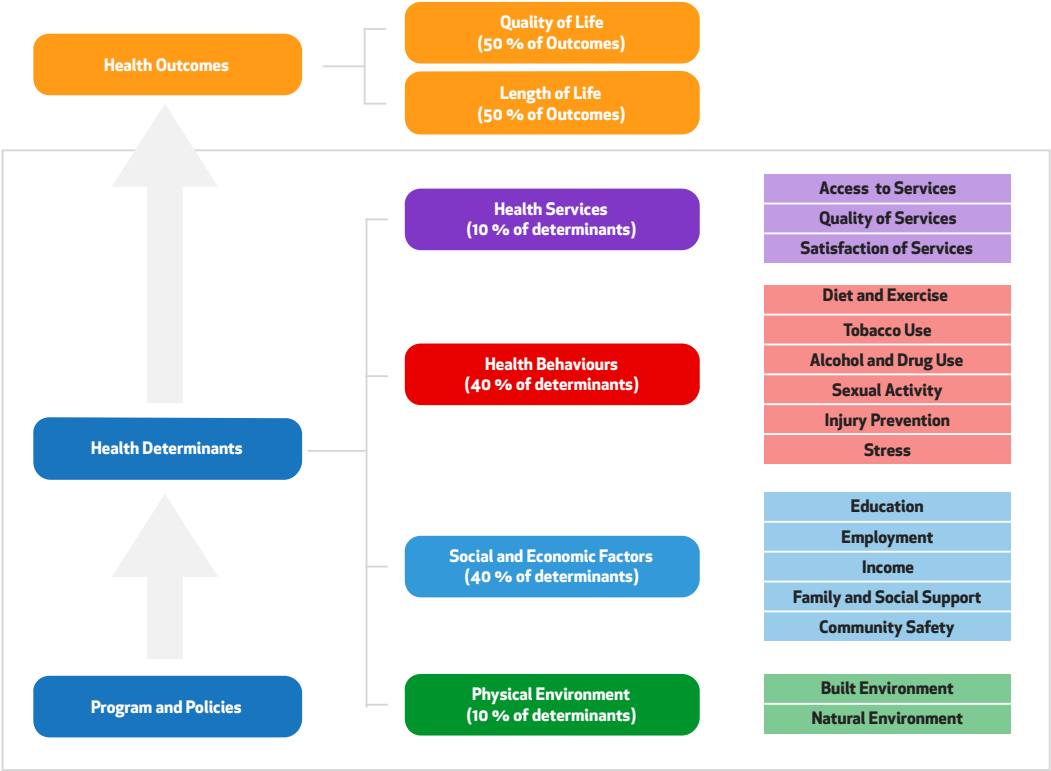 Health Outcomes
Quality of Life
(50 % of Outcomes)
Length of Life
(50 % of Outcomes)
Health Determinants
Program and Policies
Health Services
(10 % of determinants)
Access to Services
Quality of Services
Satisfaction of Services
Health Behaviours
(40 % of determinants)
Diet and Exercise
Tobacco Use
Alcohol and Drug Use
Sexual Activity
Injury Prevention
Stress
Social and Economic Factors
(40 % of determinants)
Education
Employment
Income
Family and Social Support
Community Safety
Physical Environment
(10 % of determinants)
Built Environment
Natural Environment